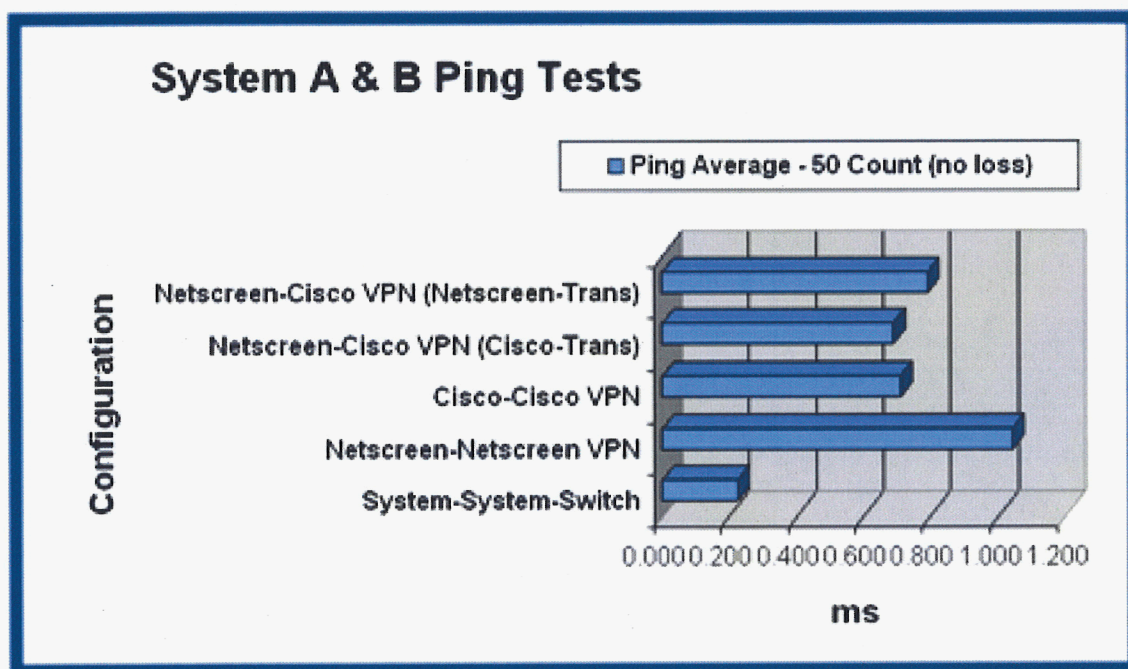 System A & B Ping Tests
Ping Average - 50 Count (no loss)
Configuration
Netscreen-Cisco VPN (Netscreen-Trans)
Netscreen-Cisco VPN (Cisco-Trans)
Cisco-Cisco VPN
Netscreen-Netscreen VPN
System-System-Switch
0.000 0.200 0.400 0.600 0.800 1.000 1.200
ms